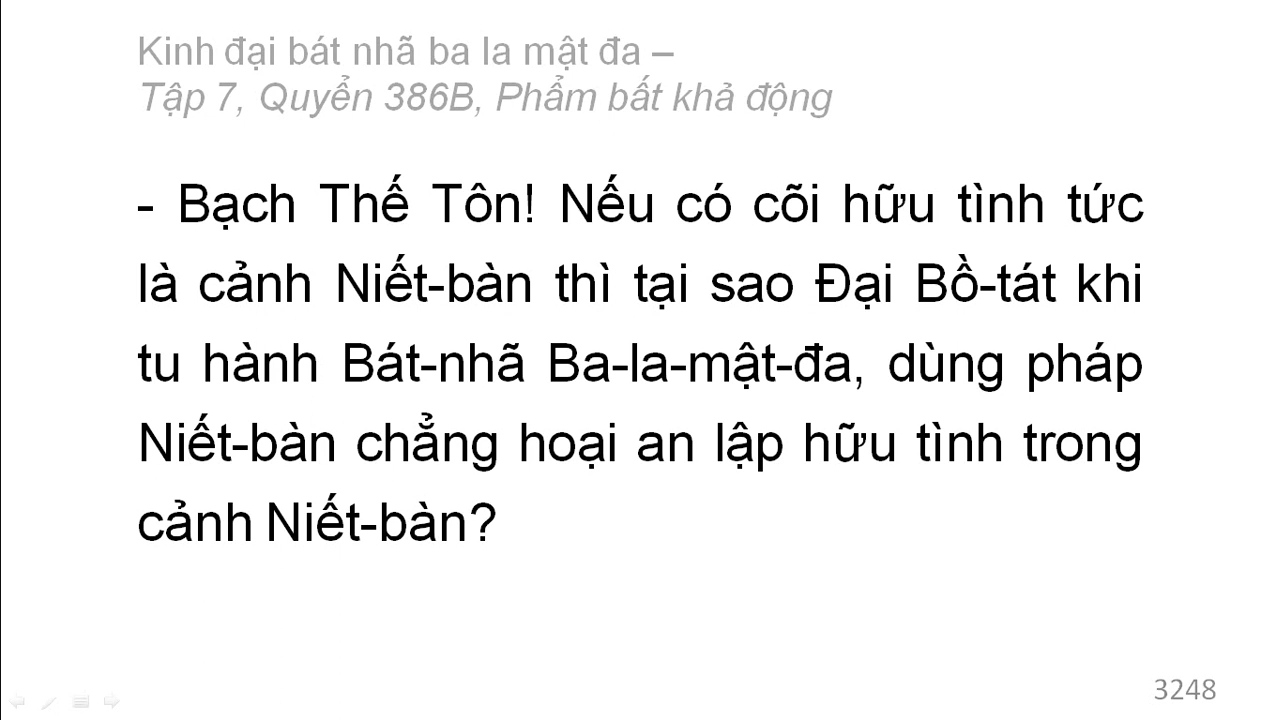 Kinh đại bát nhã ba la mật đa –
Tập 7, Quyển 386B, Phẩm bất khả động
- Bạch Thế Tôn! Nếu có cõi hữu tình tức
là cảnh Niết-bàn thì tại sao Đại Bồ-tát khi
tu hành Bát-nhã Ba-la-mật-đa, dùng pháp
Niết-bàn chẳng hoại an lập hữu tình trong
cảnh Niết-bàn?
3248